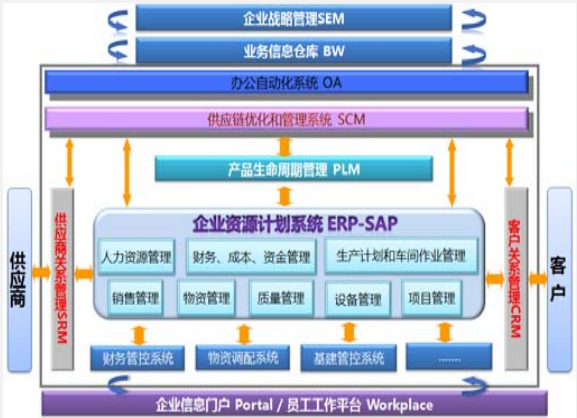 企业战略管理SEM
业务信息仓库 BW
办公自动化系统 OA
供应链优化和管理系统 SCM
产品生命周期管理 PLM
供应商
供应商关系管理SRM
企业资源计划系统 ERP-SAP
人力资源管理
财务、成本、资金管理
生产计划和车间作业管理
销售管理
物资管理
质量管理
设备管理
项目管理
客户关系管理CRM
客户
财务管控系统
物资调配系统
基建管控系统
.......
企业信息门户 Portal / 员工工作平台 Workplace